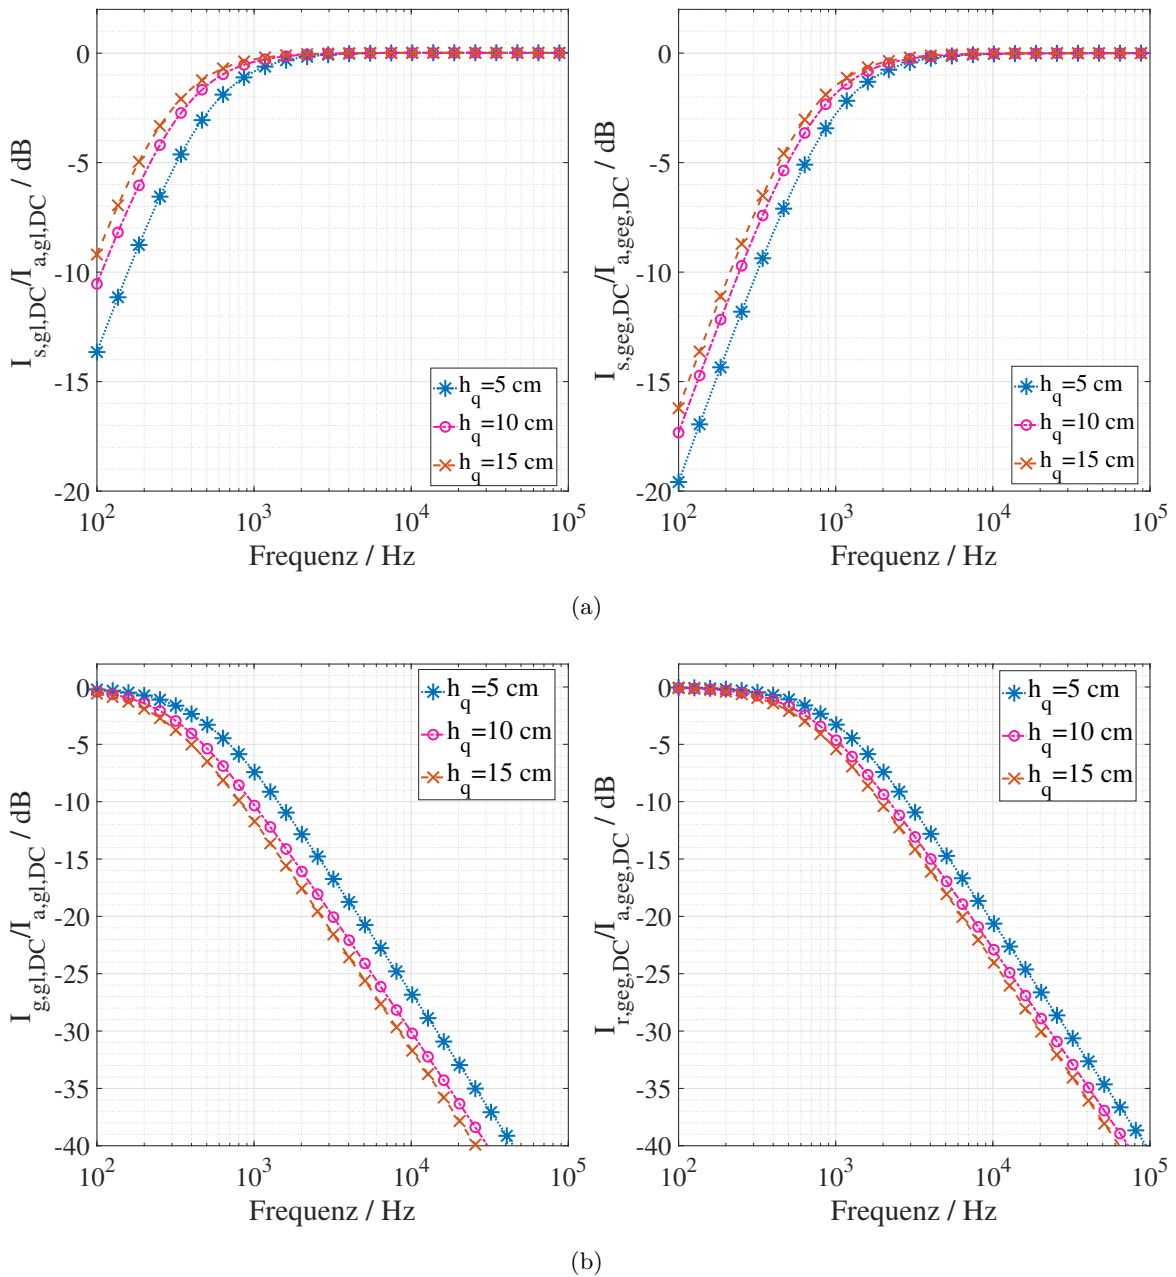 0
-5
-10
-15
-20
I_s,gl,DC/I_a,gl,DC / dB
h_q=5 cm
h_q=10 cm
h_q=15 cm
10^2 10^3 10^4 10^5
Frequenz / Hz
0
-5
-10
-15
-20
I_s,geg,DC/I_a,geg,DC / dB
h_q=5 cm
h_q=10 cm
h_q=15 cm
10^2 10^3 10^4 10^5
Frequenz / Hz
(a)
0
-5
-10
-15
-20
-25
-30
-35
-40
I_g,gl,DC/I_a,gl,DC / dB
h_q=5 cm
h_q=10 cm
h_q=15 cm
10^2 10^3 10^4 10^5
Frequenz / Hz
0
-5
-10
-15
-20
-25
-30
-35
-40
I_r,geg,DC/I_a,geg,DC / dB
h_q=5 cm
h_q=10 cm
h_q=15 cm
10^2 10^3 10^4 10^5
Frequenz / Hz
(b)